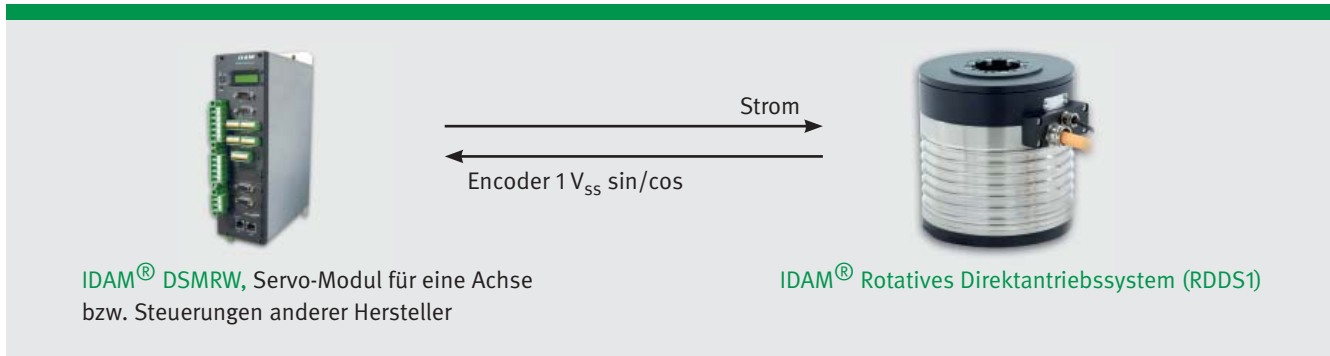 Strom
Encoder 1 Vss sin/cos
IDAM® DSMRW, Servo-Modul für eine Achse
bzw. Steuerungen anderer Hersteller
IDAM® Rotatives Direktantriebssystem (RDDS1)